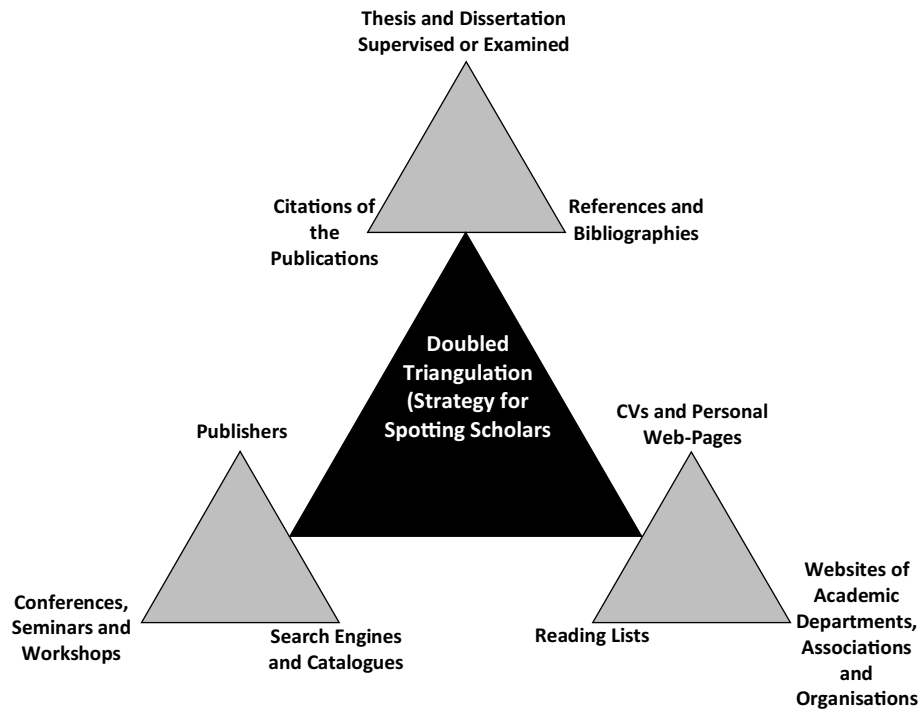 Thesis and Dissertation
Supervised or Examined
Citations of
the
Publications
References and
Bibliographies
Doubled
Triangulation
(Strategy for
Spotting Scholars
Publishers
Conferences,
Seminars and
Workshops
Search Engines
and Catalogues
CVs and Personal
Web-Pages
Reading Lists
Websites of
Academic
Departments,
Associations
and
Organisations